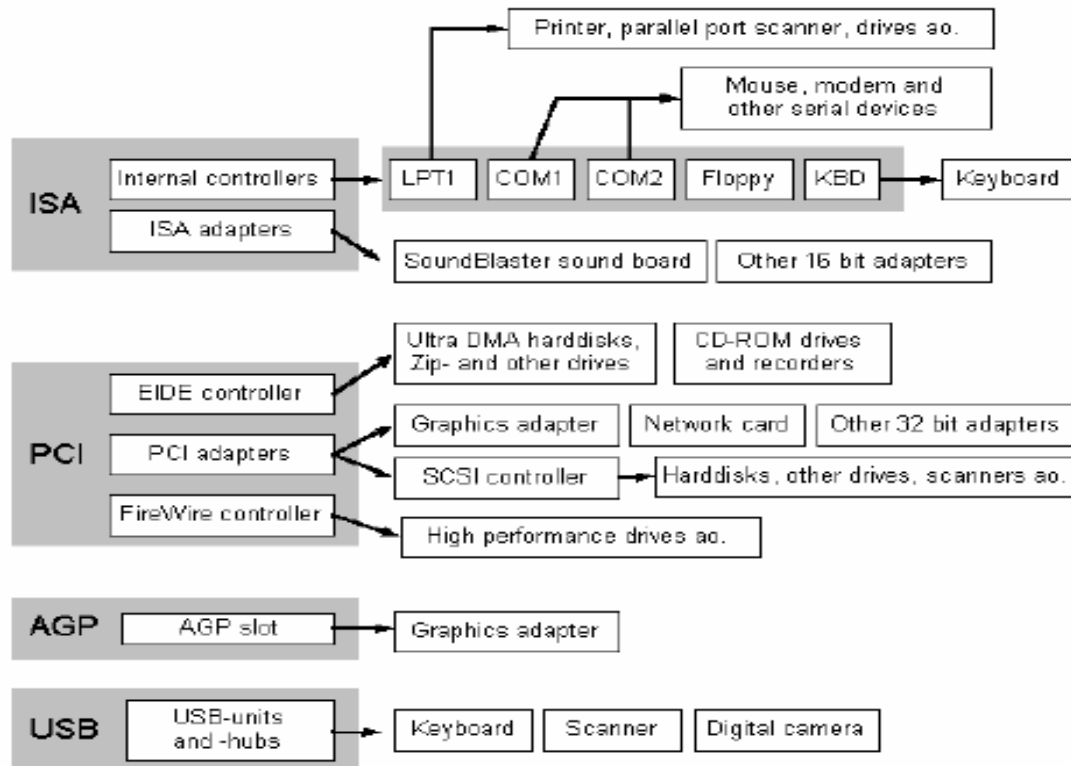 Printer, parallel port scanner, drives ao.
Mouse, modem and
other serial devices
ISA
Internal controllers
LPT1
COM1
COM2
Floppy
KBD
Keyboard
ISA adapters
SoundBlaster sound board
Other 16 bit adapters
PCI
EIDE controller
Ultra DMA harddisks,
Zip- and other drives
CD-ROM drives
and recorders
PCI adapters
Graphics adapter
Network card
Other 32 bit adapters
SCSI controller
Harddisks, other drives, scanners ao.
FireWire controller
High performance drives ao.
AGP
AGP slot
Graphics adapter
USB
USB-units
and -hubs
Keyboard
Scanner
Digital camera